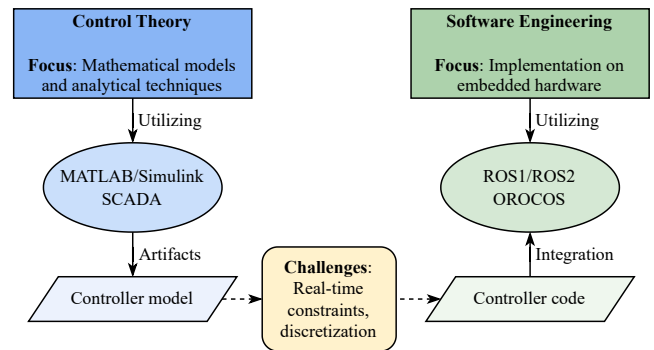 Control Theory
Focus: Mathematical models
and analytical techniques
Utilizing
MATLAB/Simulink
SCADA
Artifacts
Controller model
Challenges:
Real-time
constraints,
discretization
Software Engineering
Focus: Implementation on
embedded hardware
Utilizing
ROS1/ROS2
OROCOS
Integration
Controller code